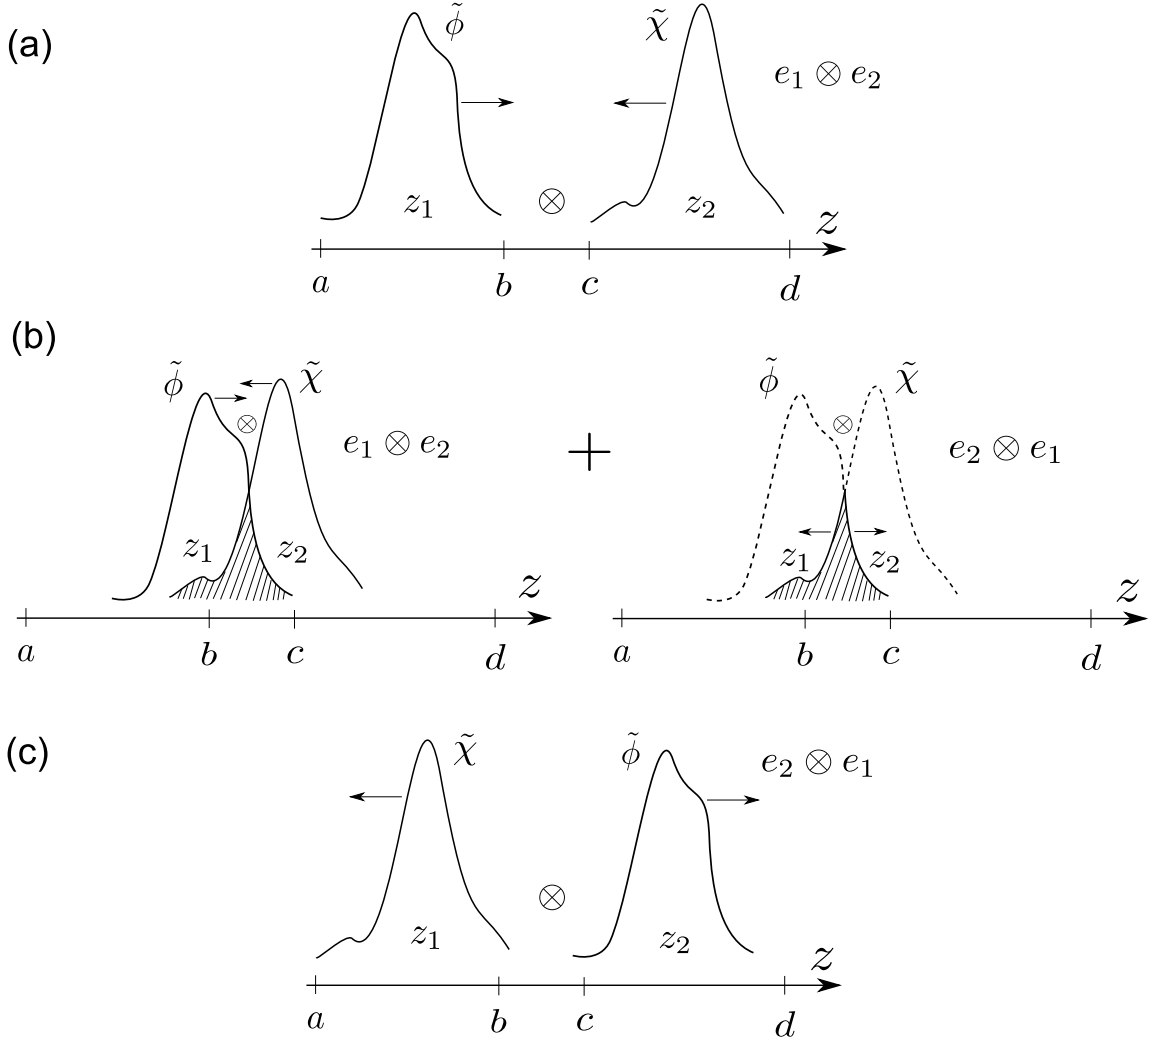 (a)
ϕ̃ χ̃
e₁ ⊗ e₂
z₁ ⊗ z₂
z
a b c d
(b)
ϕ̃ ⊗ χ̃
e₁ ⊗ e₂
z₁ z₂
z
a b c d
+
ϕ̃ ⊗ χ̃
e₂ ⊗ e₁
z₁ z₂
z
a b c d
(c)
χ̃ ϕ̃
e₂ ⊗ e₁
z₁ ⊗ z₂
z
a b c d